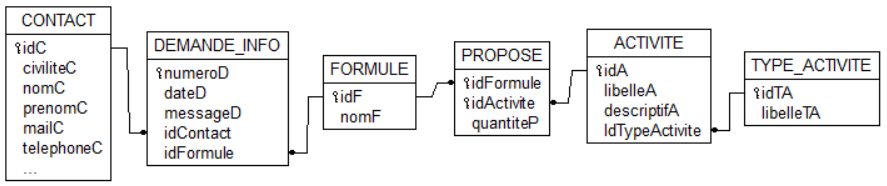 CONTACT
idC
civiliteC
nomC
prenomC
mailC
telephoneC
...
DEMANDE_INFO
numeroD
dateD
messageD
idContact
idFormule
FORMULE
idF
nomF
PROPOSE
idFormule
idActivite
quantiteP
ACTIVITE
idA
libelleA
descriptifA
IdTypeActivite
TYPE_ACTIVITE
idTA
libelleTA